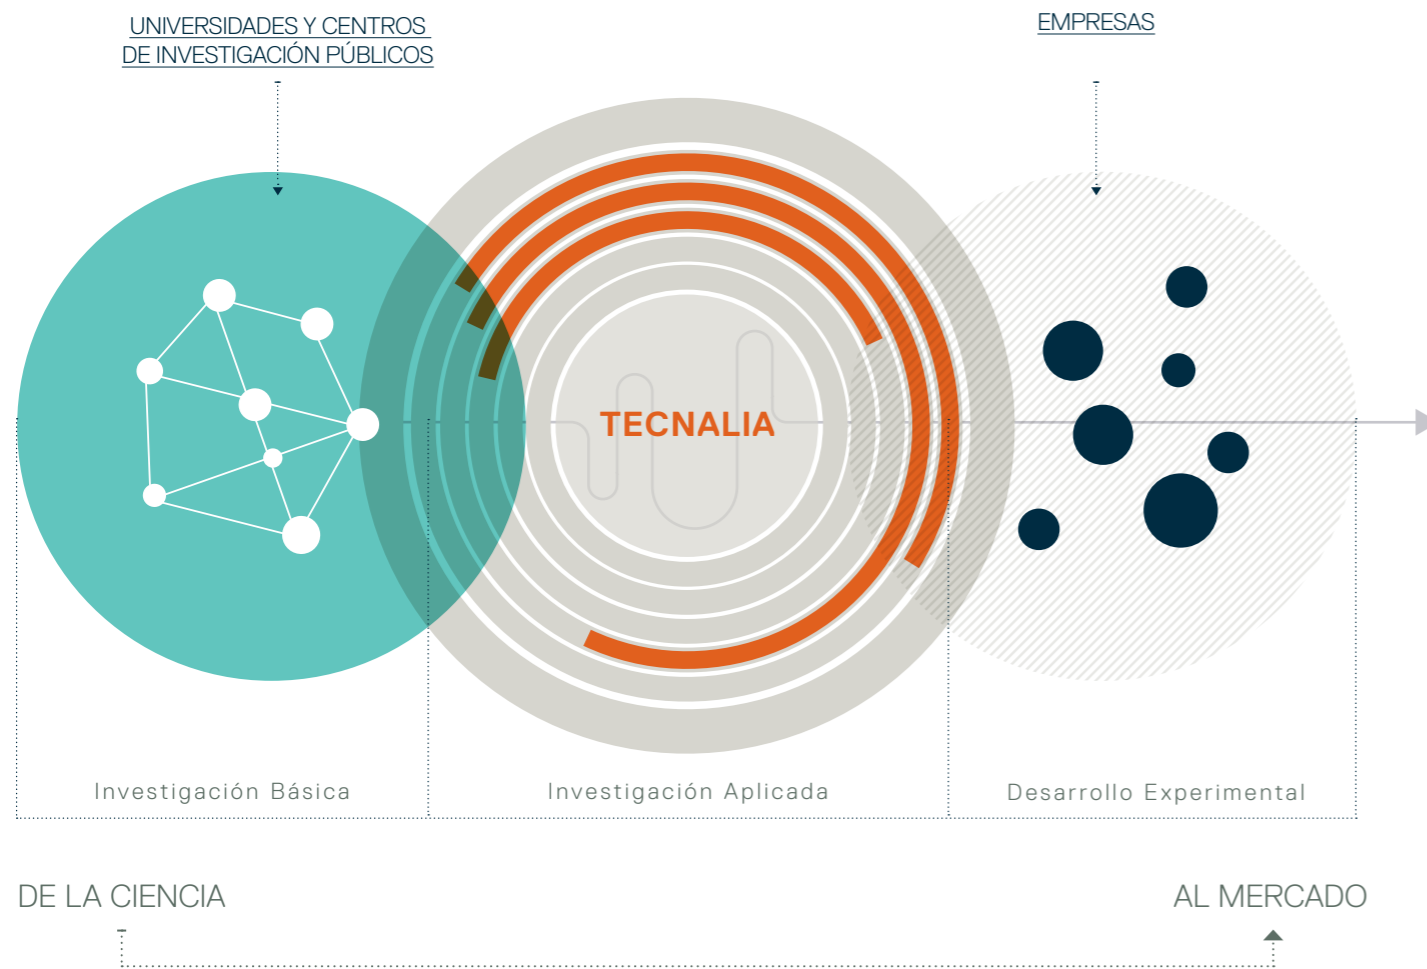 UNIVERSIDADES Y CENTROS
DE INVESTIGACIÓN PÚBLICOS
EMPRESAS
TECNALIA
Investigación Básica
Investigación Aplicada
Desarrollo Experimental
DE LA CIENCIA
AL MERCADO